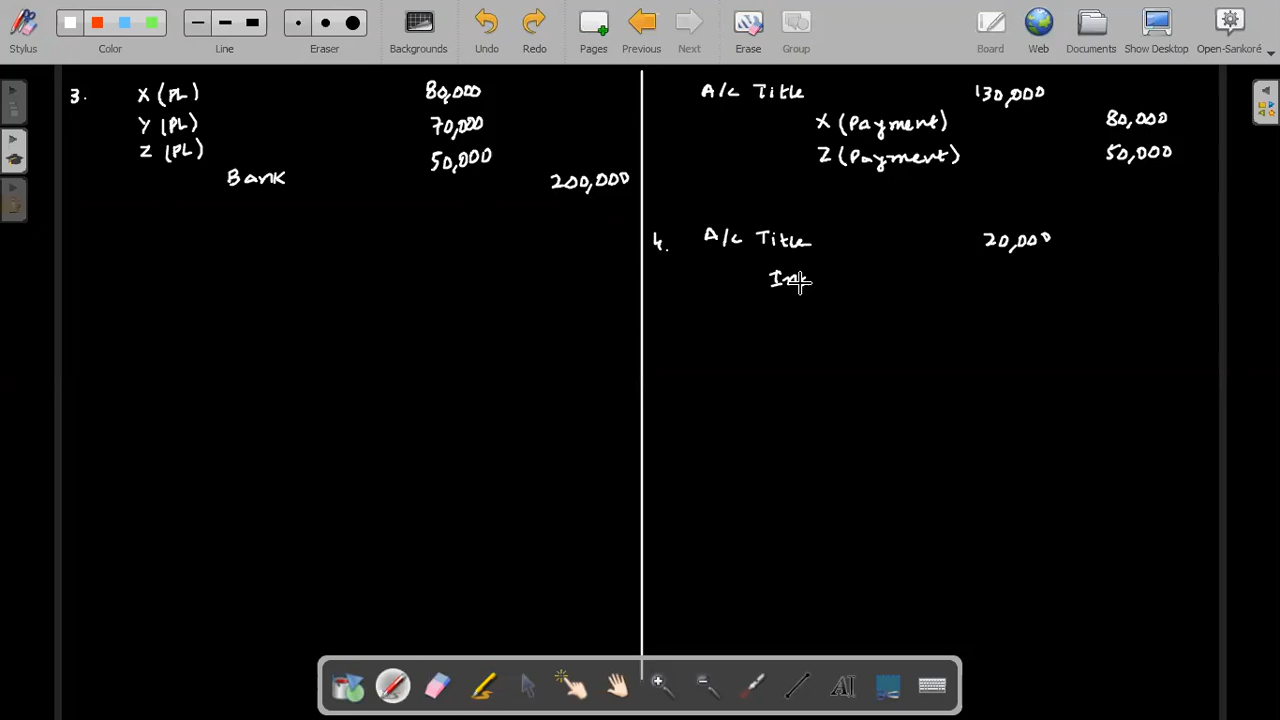 Stylus
Color
Line
Eraser
Backgrounds
Undo
Redo
Pages
Previous
Next
Erase
Group
Board
Web
Documents
Show Desktop
Open-Sankoré
3. X (PL) 80,000
Y (PL) 70,000
Z (PL) 50,000
Bank 200,000
A/c Title 130,000
X (Payment) 80,000
Z (Payment) 50,000
4. A/c Title 20,000